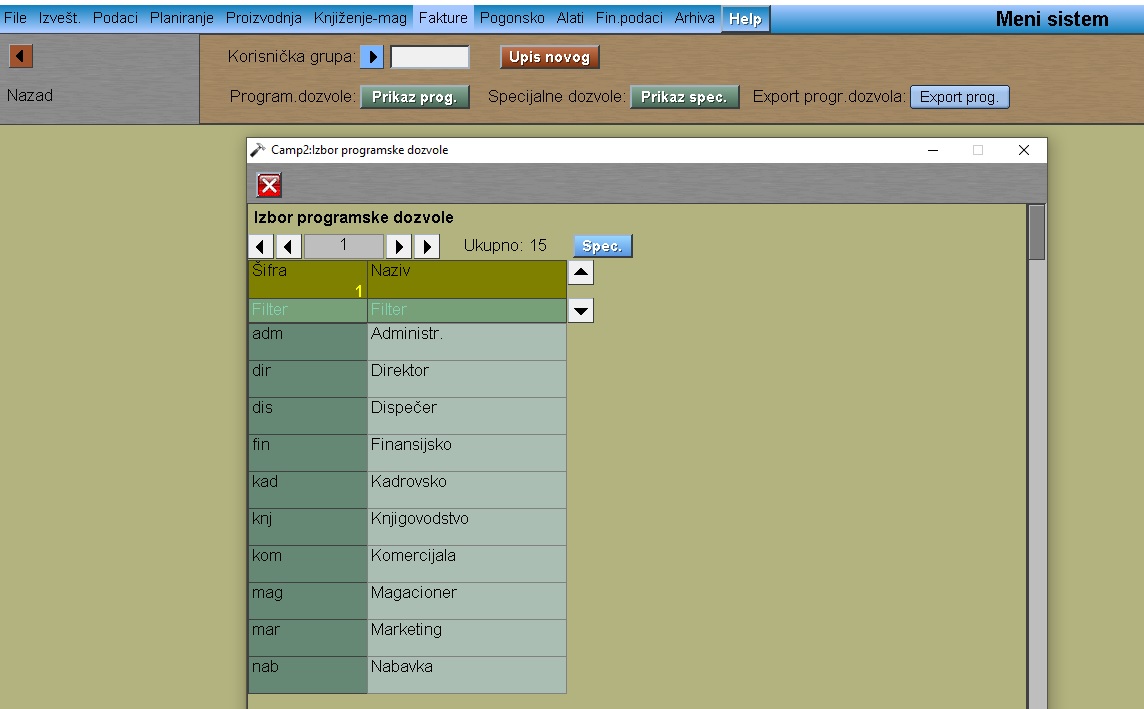 File Izvešt. Podaci Planiranje Proizvodnja Knjiženje-mag Fakture Pogonsko Alati Fin.podaci Arhiva Help Meni sistem
Korisnička grupa: Upis novog
Nazad
Program.dozvole: Prikaz prog. Specijalne dozvole: Prikaz spec. Export progr.dozvola: Export prog.
Camp2:Izbor programske dozvole
Izbor programske dozvole
1 Ukupno: 15 Spec.
Šifra Naziv
1
Filter Filter
adm Administr.
dir Direktor
dis Dispečer
fin Finansijsko
kad Kadrovsko
knj Knjigovodstvo
kom Komercijala
mag Magacioner
mar Marketing
nab Nabavka